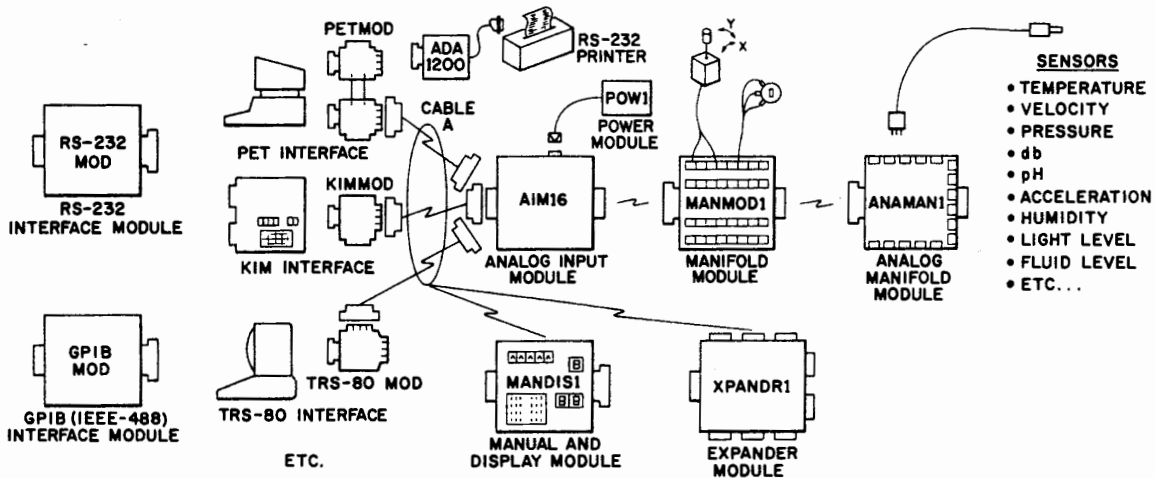 PETMOD
ADA
1200
RS-232
PRINTER
Y
X
SENSORS
• TEMPERATURE
• VELOCITY
• PRESSURE
• db
• pH
• ACCELERATION
• HUMIDITY
• LIGHT LEVEL
• FLUID LEVEL
• ETC...
CABLE
A
POW1
POWER
MODULE
PET INTERFACE
RS-232
MOD
RS-232
INTERFACE MODULE
KIMMOD
KIM INTERFACE
AIM16
ANALOG INPUT
MODULE
MANMOD1
MANIFOLD
MODULE
ANAMAN1
ANALOG
MANIFOLD
MODULE
GPIB
MOD
GPIB (IEEE-488)
INTERFACE MODULE
TRS-80 MOD
TRS-80 INTERFACE
ETC.
MANDIS1
MANUAL AND
DISPLAY MODULE
XPANDR1
EXPANDER
MODULE